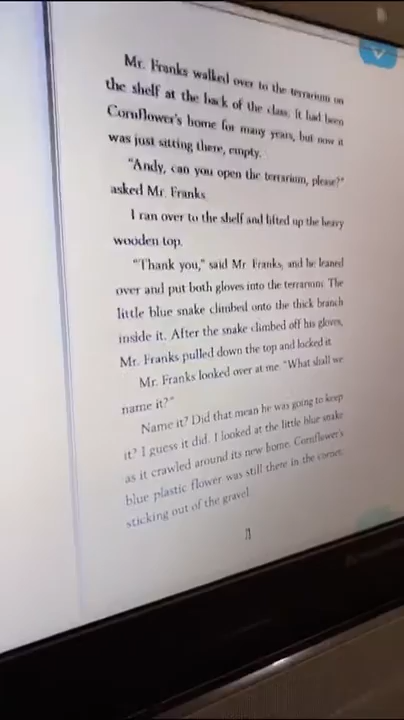 Mr. Franks walked over to the terrarium on
the shelf at the back of the class. It had been
Cornflower's home for many years, but now it
was just sitting there, empty.
"Andy, can you open the terrarium, please?"
asked Mr. Franks.
I ran over to the shelf and lifted up the heavy
wooden top.
"Thank you," said Mr. Franks, and he leaned
over and put both gloves into the terrarium. The
little blue snake climbed onto the thick branch
inside it. After the snake climbed off his gloves,
Mr. Franks pulled down the top and locked it.
Mr. Franks looked over at me. "What shall we
name it?"
Name it? Did that mean he was going to keep
it? I guess it did. I looked at the little blue snake
as it crawled around its new home. Cornflower's
blue plastic flower was still there in the corner,
sticking out of the gravel.